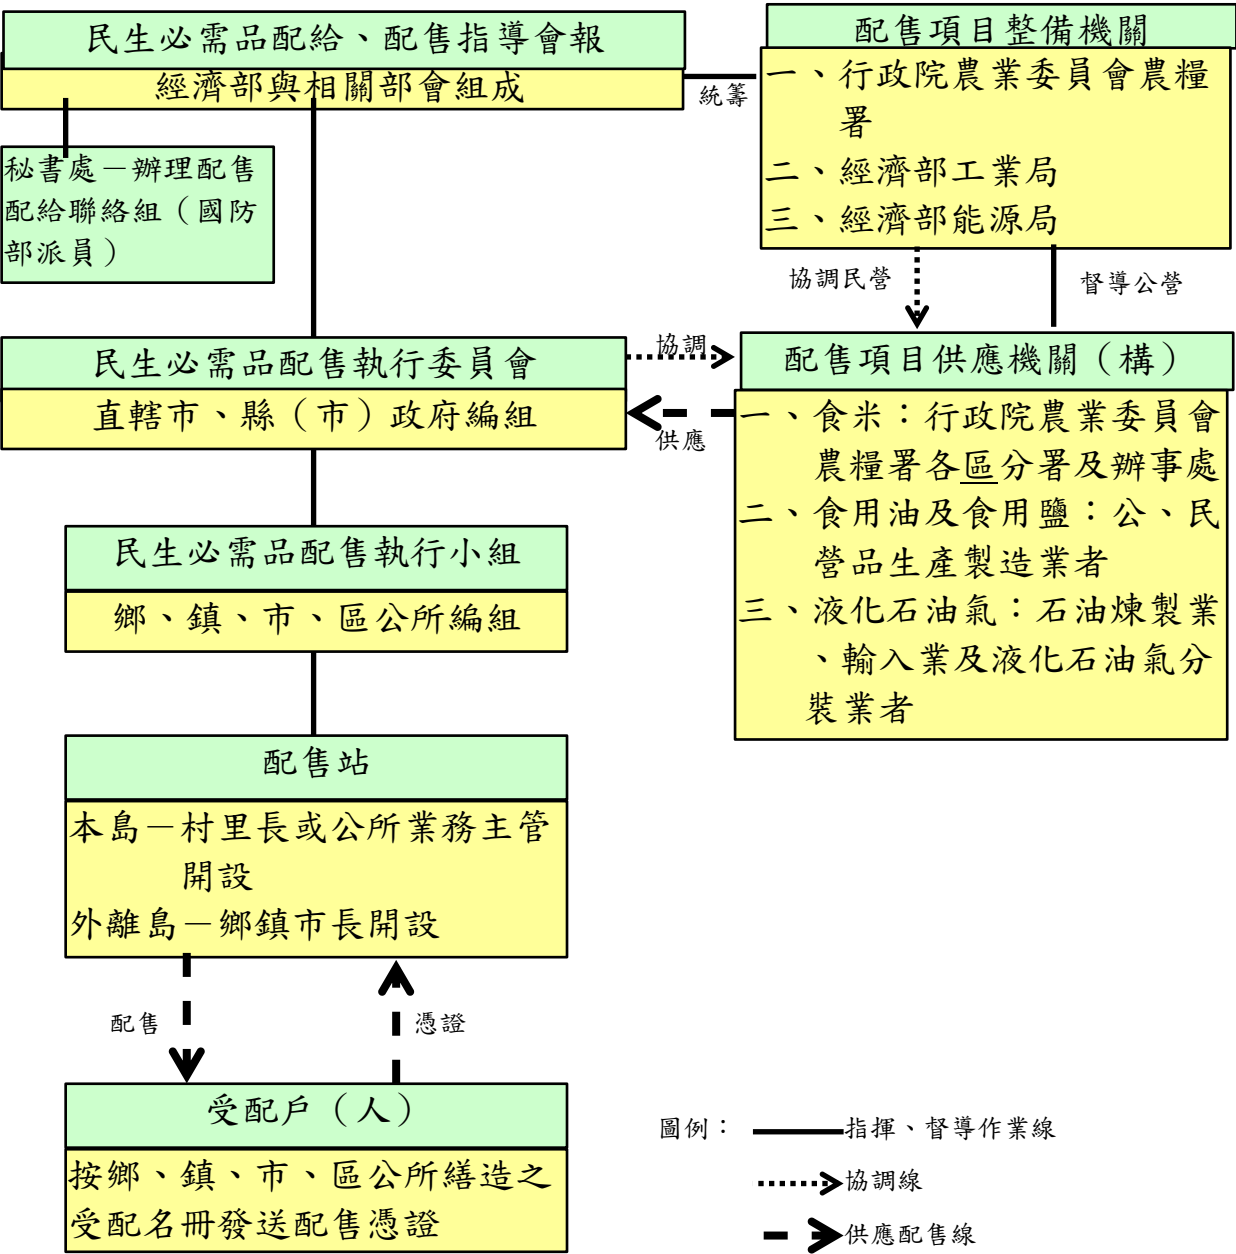 民生必需品配給、配售指導會報
經濟部與相關部會組成
統籌
配售項目整備機關
一、行政院農業委員會農糧
署
二、經濟部工業局
三、經濟部能源局
秘書處－辦理配售
配給聯絡組（國防
部派員）
協調民營
督導公營
民生必需品配售執行委員會
直轄市、縣（市）政府編組
協調
供應
配售項目供應機關（構）
一、食米：行政院農業委員會
農糧署各區分署及辦事處
二、食用油及食用鹽：公、民
營品生產製造業者
三、液化石油氣：石油煉製業
、輸入業及液化石油氣分
裝業者
民生必需品配售執行小組
鄉、鎮、市、區公所編組
配售站
本島－村里長或公所業務主管
開設
外離島－鄉鎮市長開設
配售
憑證
受配戶（人）
按鄉、鎮、市、區公所繕造之
受配名冊發送配售憑證
圖例：
指揮、督導作業線
協調線
供應配售線